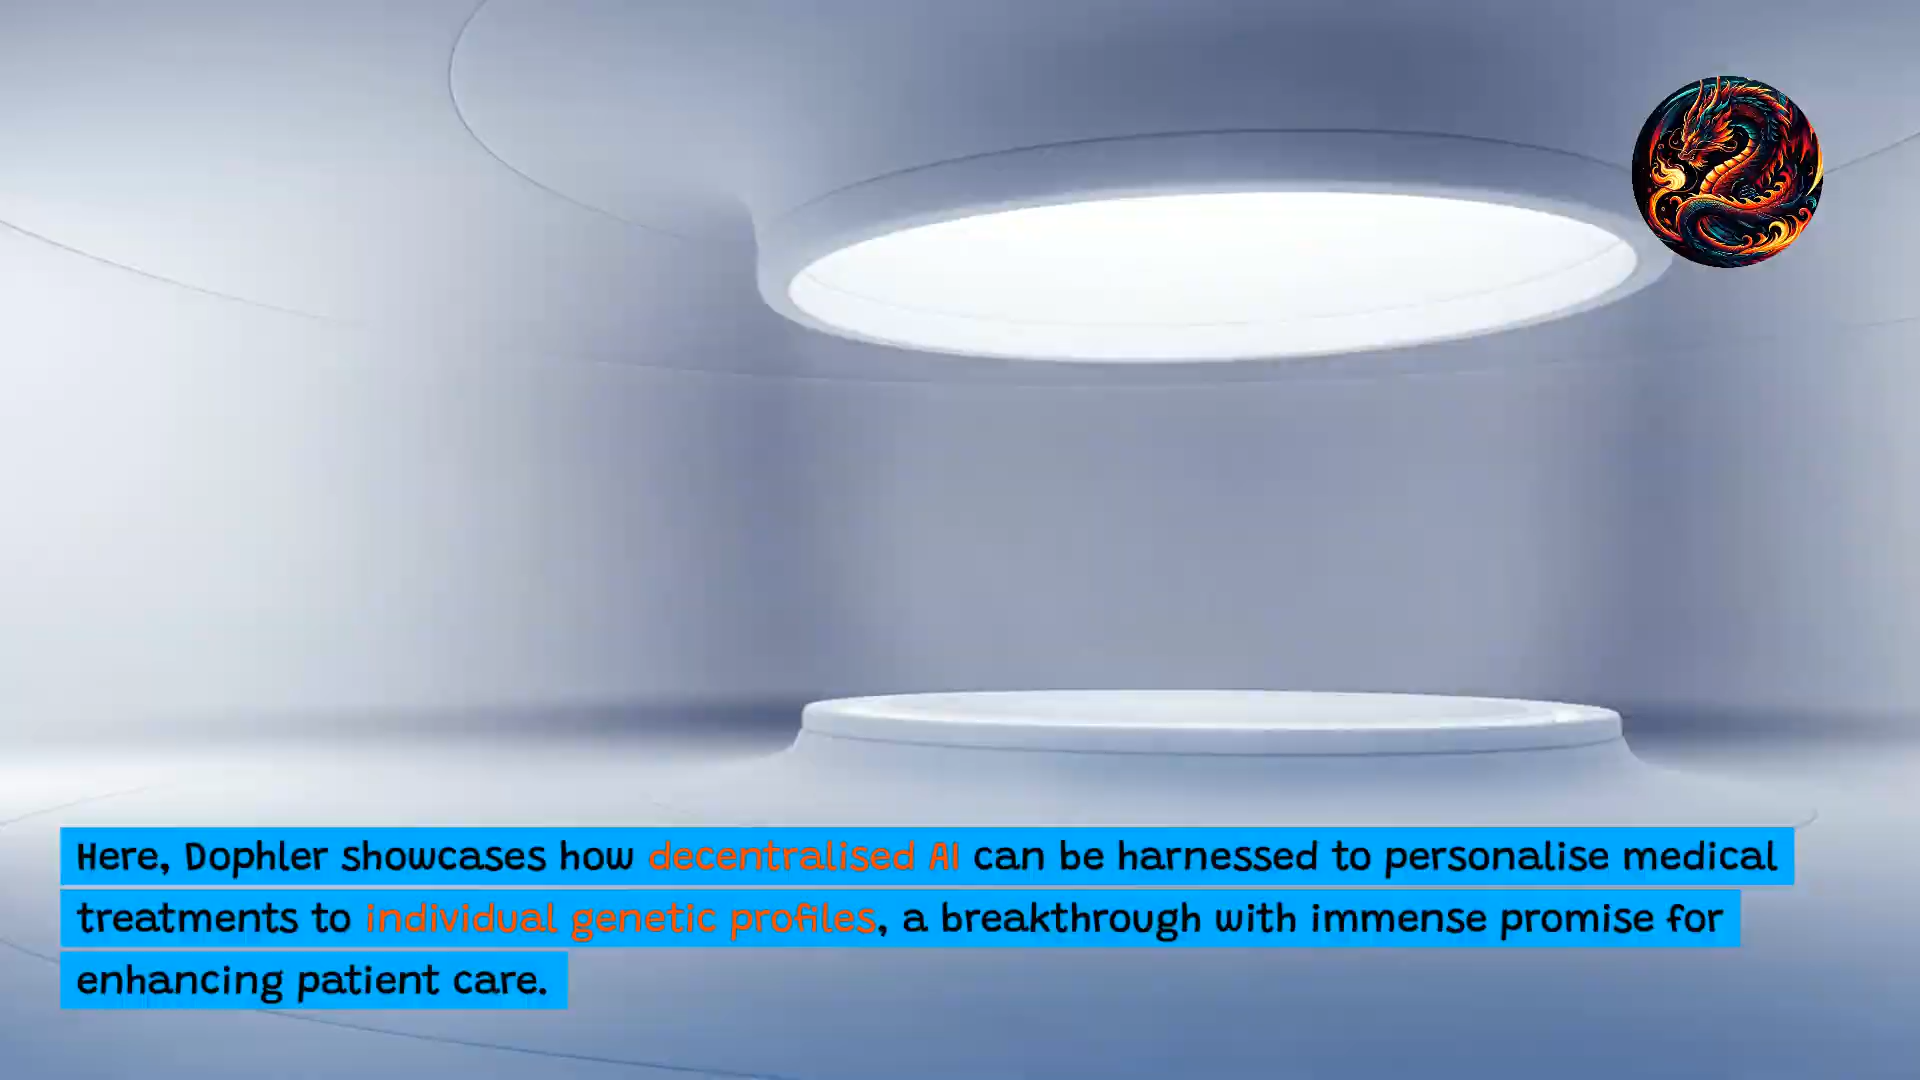 Here, Dophler showcases how decentralised AI can be harnessed to personalise medical
treatments to individual genetic profiles, a breakthrough with immense promise for
enhancing patient care.